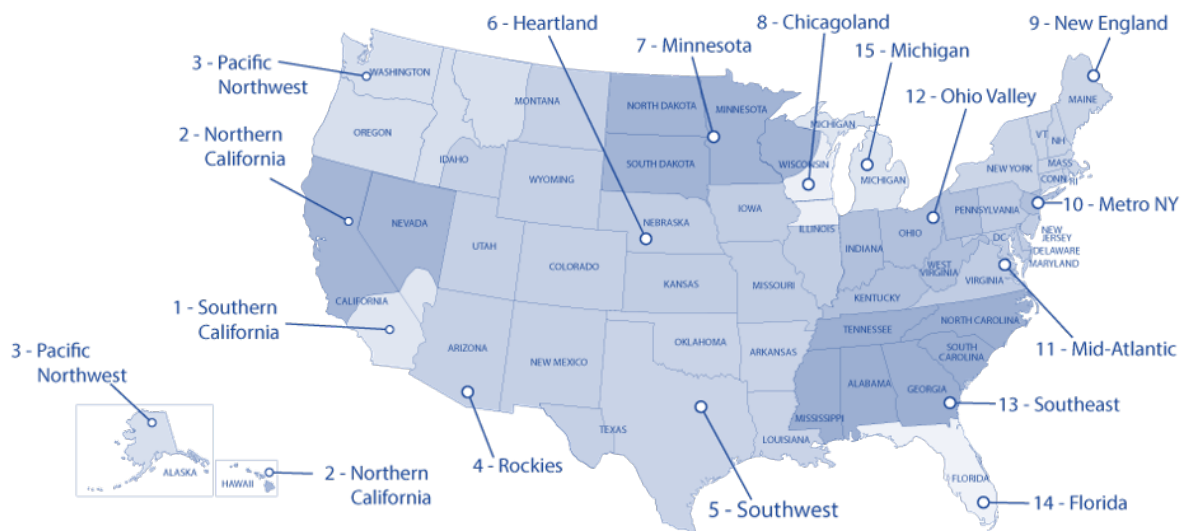 6 - Heartland
8 - Chicagoland
9 - New England
7 - Minnesota
15 - Michigan
3 - Pacific
Northwest
12 - Ohio Valley
2 - Northern
California
10 - Metro NY
1 - Southern
California
3 - Pacific
Northwest
11 - Mid-Atlantic
13 - Southeast
4 - Rockies
2 - Northern
California
5 - Southwest
14 - Florida
WASHINGTON
MONTANA
NORTH DAKOTA
MINNESOTA
MICHIGAN
MAINE
OREGON
IDAHO
SOUTH DAKOTA
WISCONSIN
MICHIGAN
VT
NH
NEW YORK
MASS
CONN
RI
WYOMING
IOWA
NEBRASKA
PENNSYLVANIA
NEVADA
UTAH
COLORADO
ILLINOIS
INDIANA
OHIO
NEW
JERSEY
DC
DELAWARE
MARYLAND
WEST
VIRGINIA
VIRGINIA
KANSAS
MISSOURI
KENTUCKY
CALIFORNIA
NORTH CAROLINA
TENNESSEE
ARIZONA
NEW MEXICO
OKLAHOMA
ARKANSAS
SOUTH
CAROLINA
MISSISSIPPI
ALABAMA
GEORGIA
TEXAS
LOUISIANA
FLORIDA
ALASKA
HAWAII